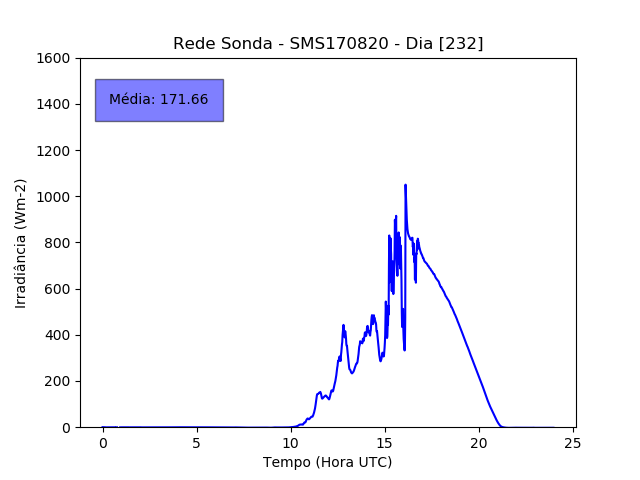 Rede Sonda - SMS170820 - Dia [232]
1600
1400
1200
1000
800
600
400
200
0
Média: 171.66
Irradiância (Wm-2)
0 5 10 15 20 25
Tempo (Hora UTC)